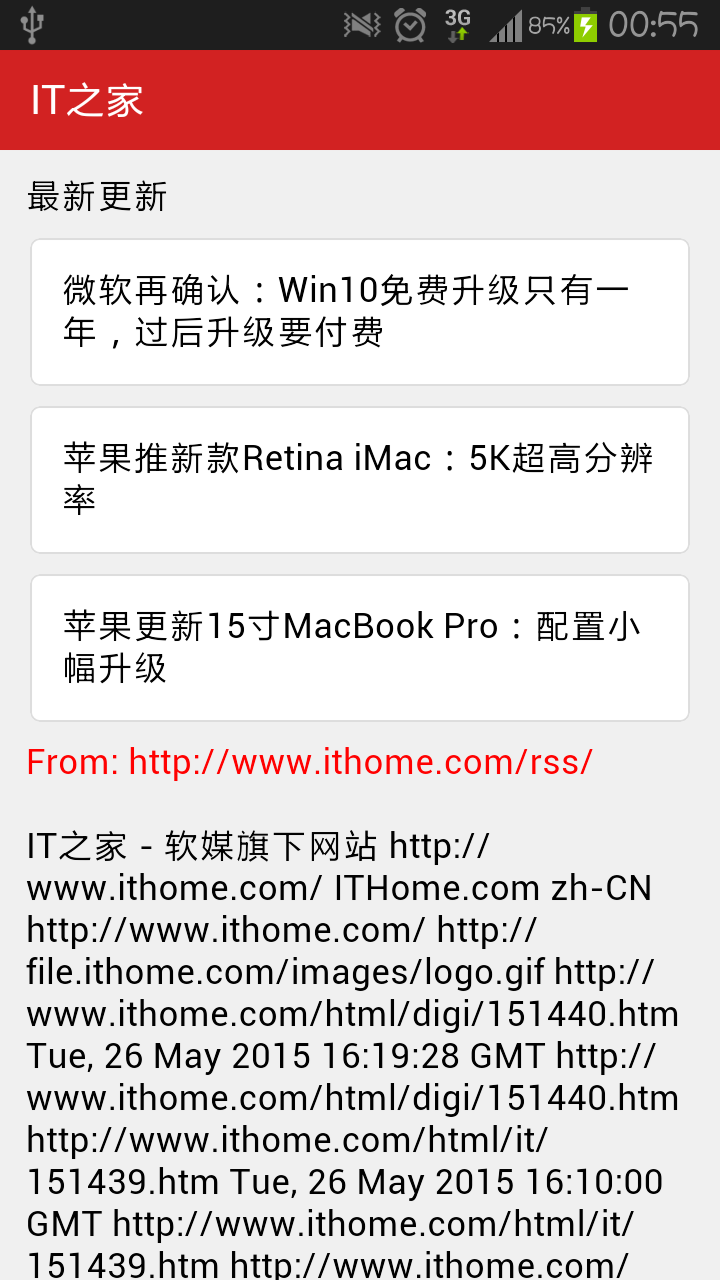 3G 85% 00:55
IT之家
最新更新
微软再确认：Win10免费升级只有一
年，过后升级要付费
苹果推新款Retina iMac：5K超高分辨
率
苹果更新15寸MacBook Pro：配置小
幅升级
From: http://www.ithome.com/rss/
IT之家 - 软媒旗下网站 http://
www.ithome.com/ ITHome.com zh-CN
http://www.ithome.com/ http://
file.ithome.com/images/logo.gif http://
www.ithome.com/html/digi/151440.htm
Tue, 26 May 2015 16:19:28 GMT http://
www.ithome.com/html/digi/151440.htm
http://www.ithome.com/html/it/
151439.htm Tue, 26 May 2015 16:10:00
GMT http://www.ithome.com/html/it/
151439.htm http://www.ithome.com/